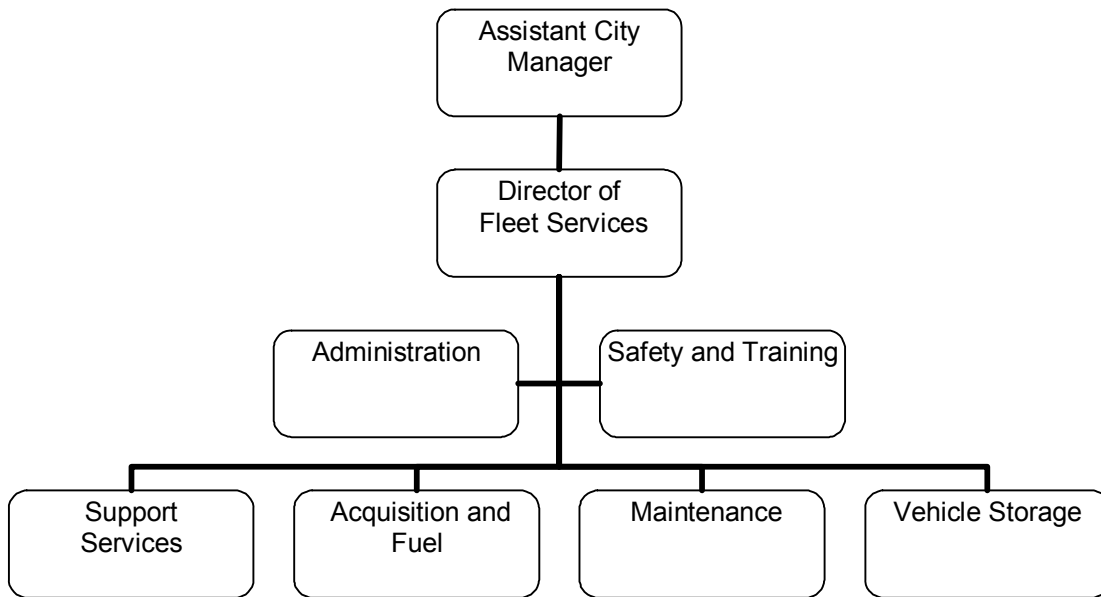 Assistant City
Manager
Director of
Fleet Services
Administration
Safety and Training
Support
Services
Acquisition and
Fuel
Maintenance
Vehicle Storage